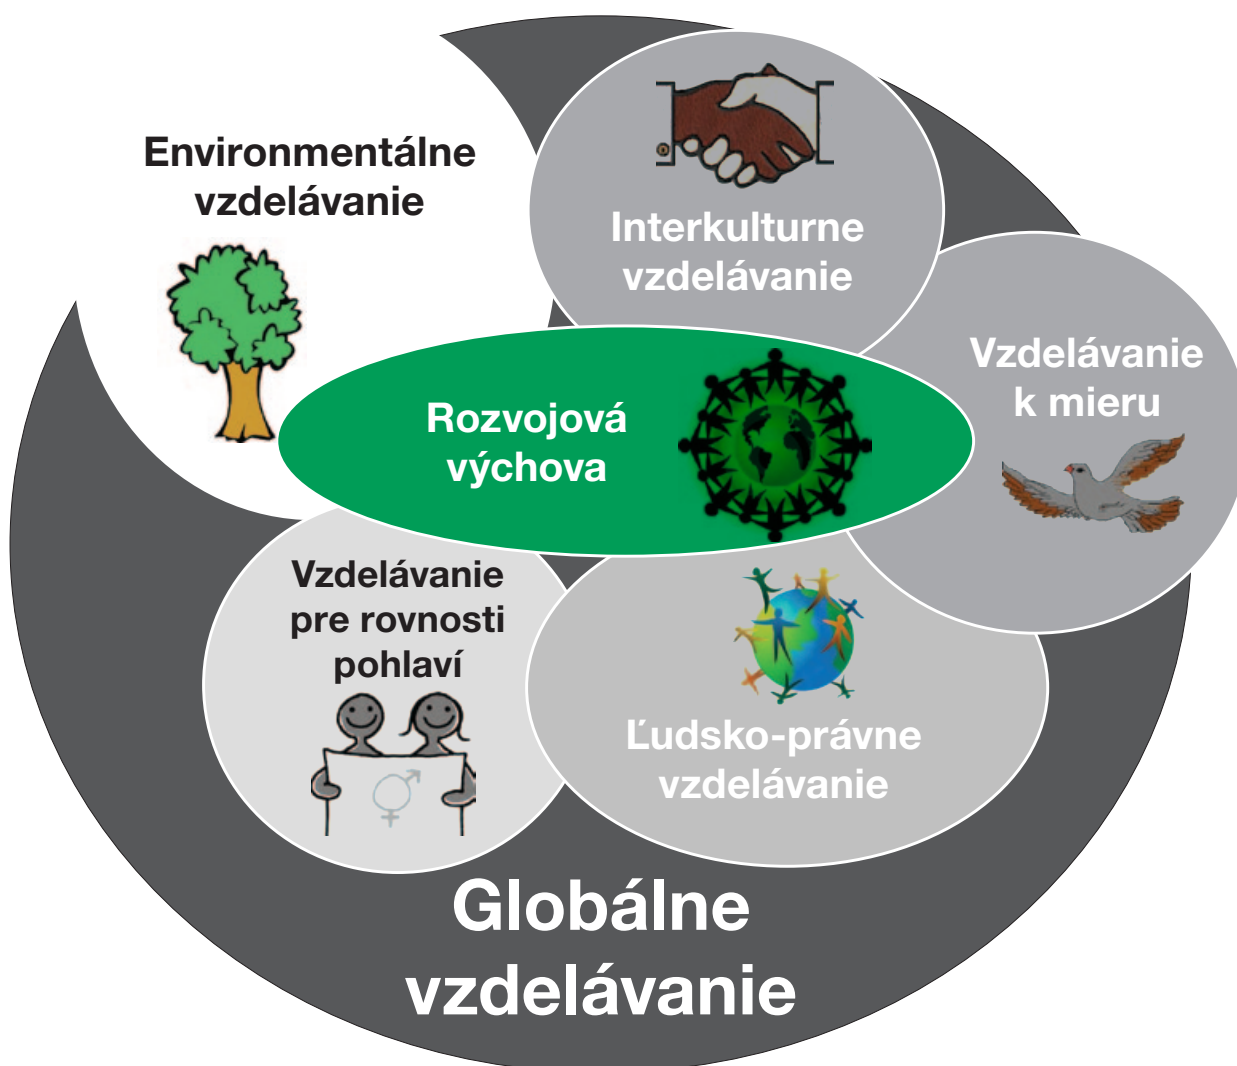 Environmentálne
vzdelávanie
Interkulturne
vzdelávanie
Vzdelávanie
k mieru
Rozvojová
výchova
Vzdelávanie
pre rovnosti
pohlaví
Ľudsko-právne
vzdelávanie
Globálne
vzdelávanie